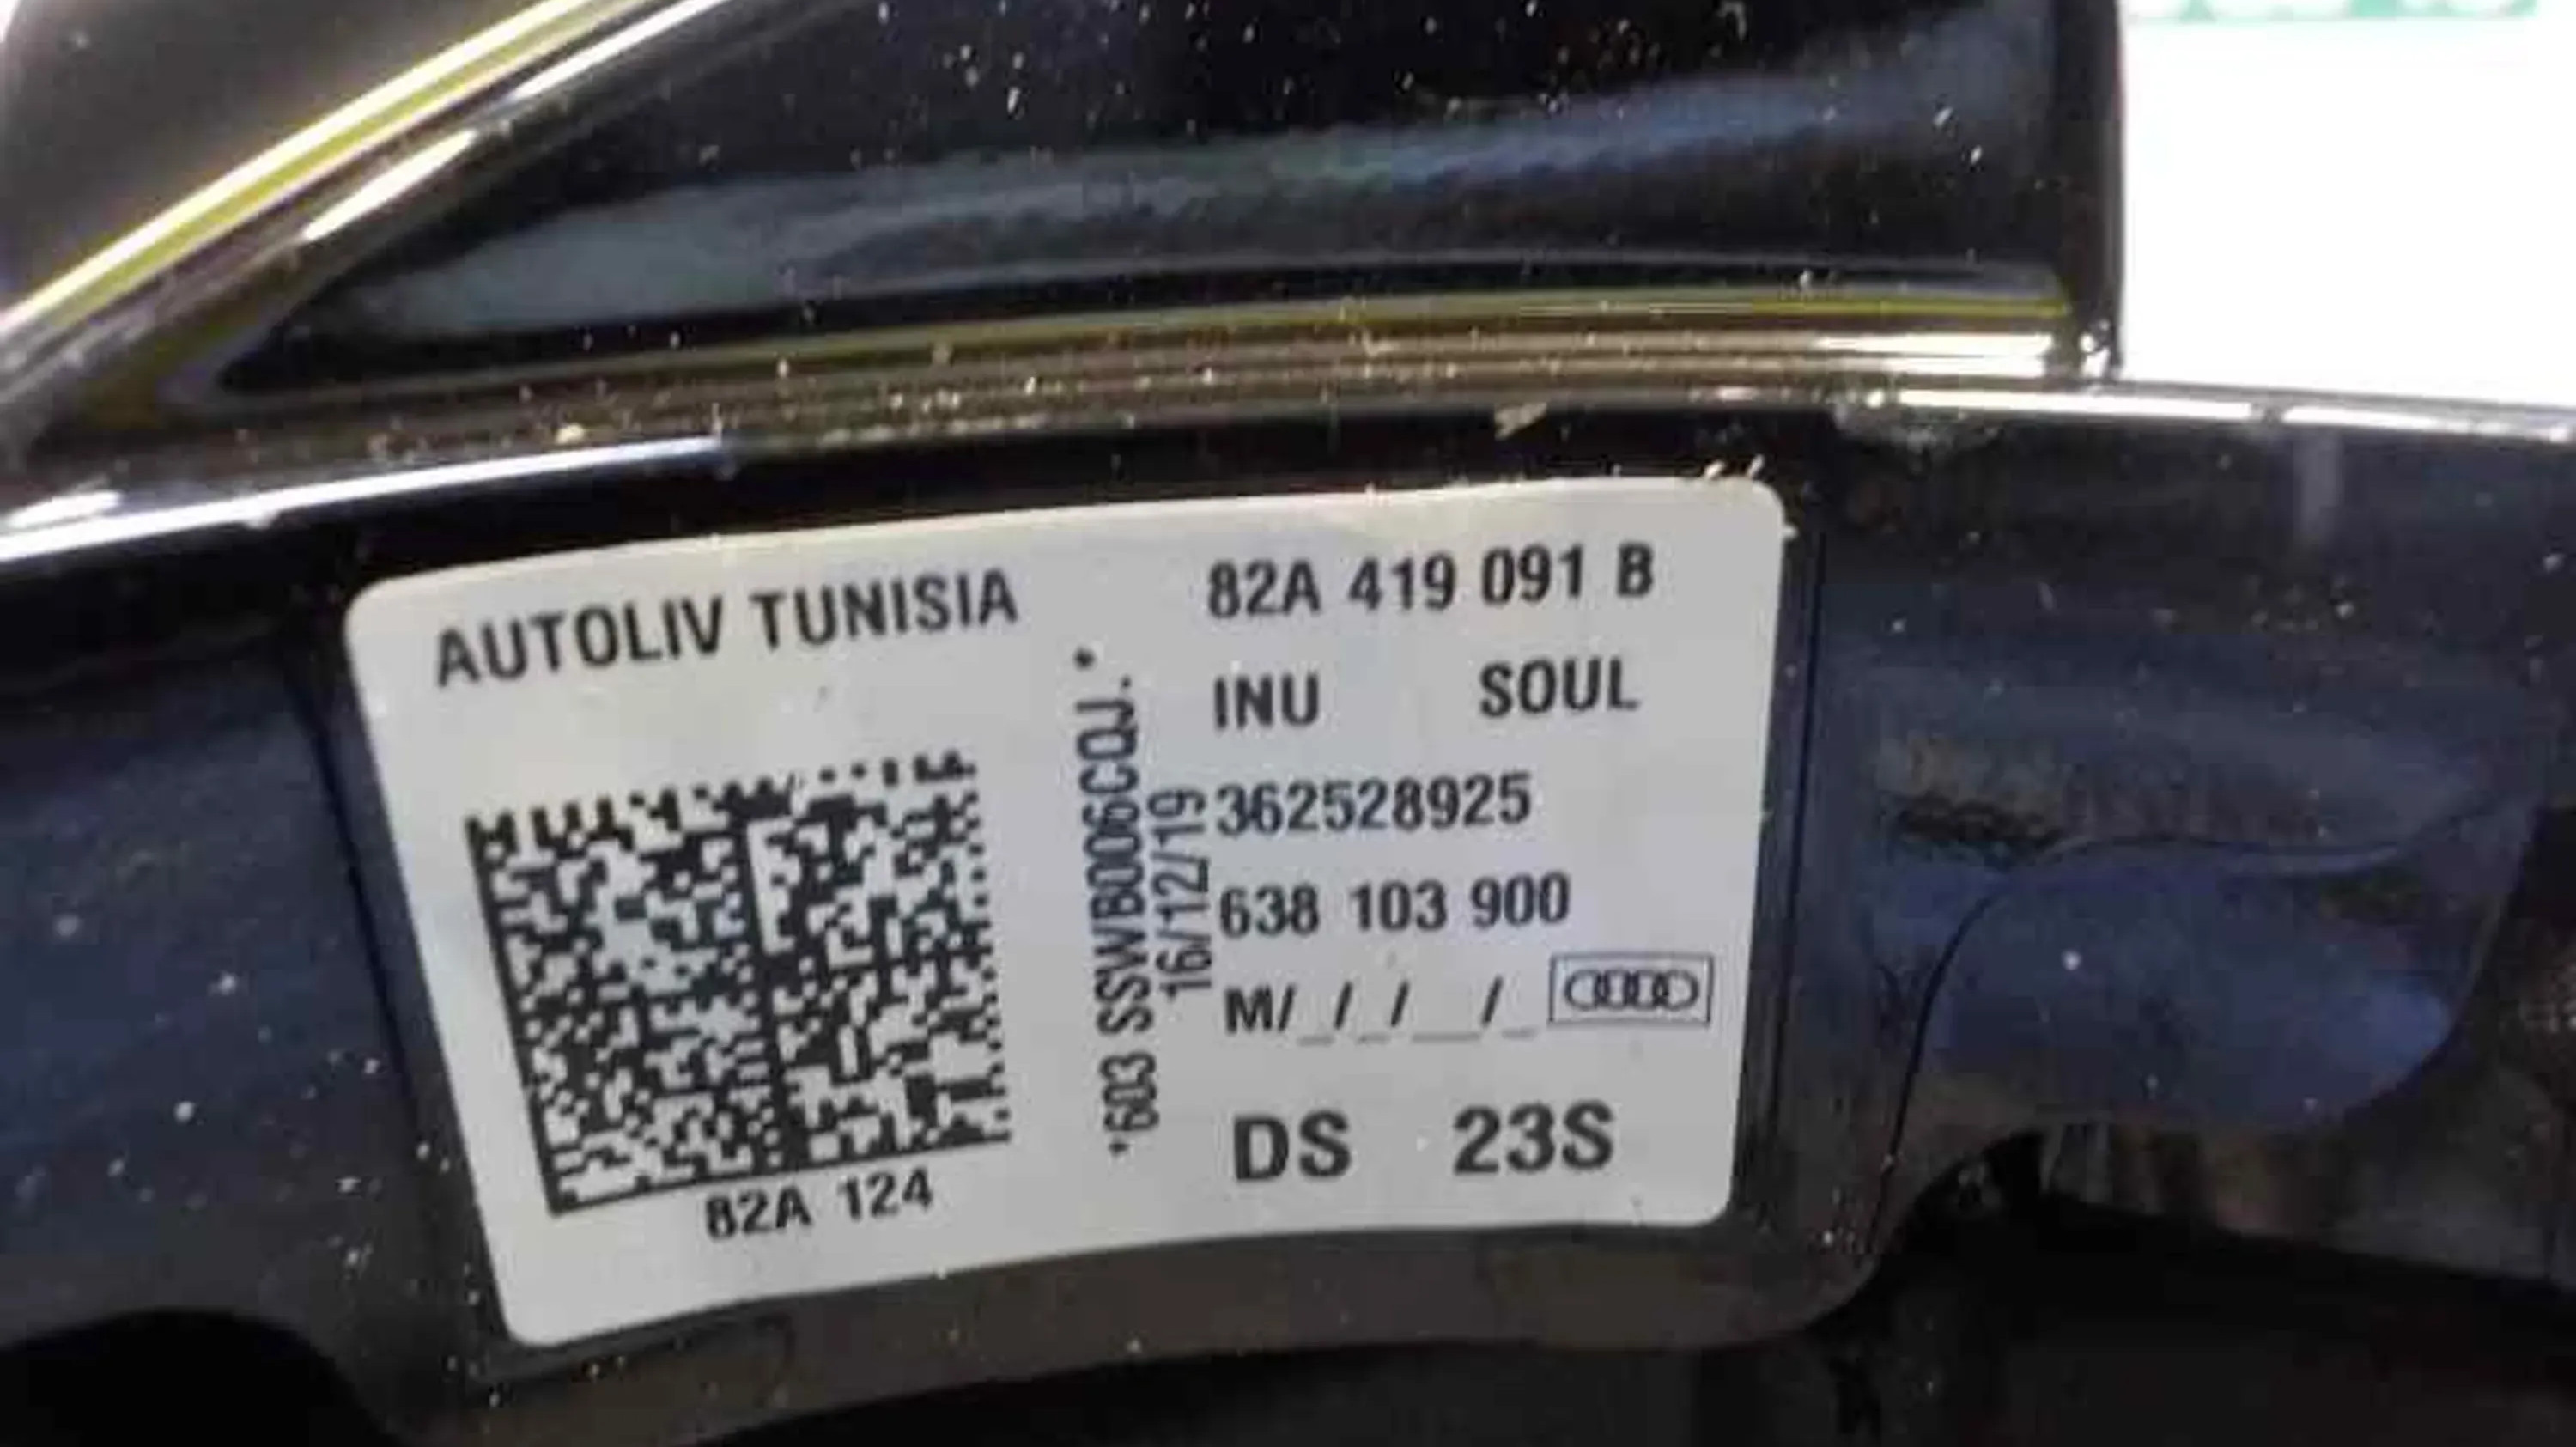 AUTOLIV TUNISIA
82A 124
*603 SSWB006CQJ.*
16/12/19
82A 419 091 B
INU SOUL
362528925
638 103 900
M/_/_/__/_
DS 23S